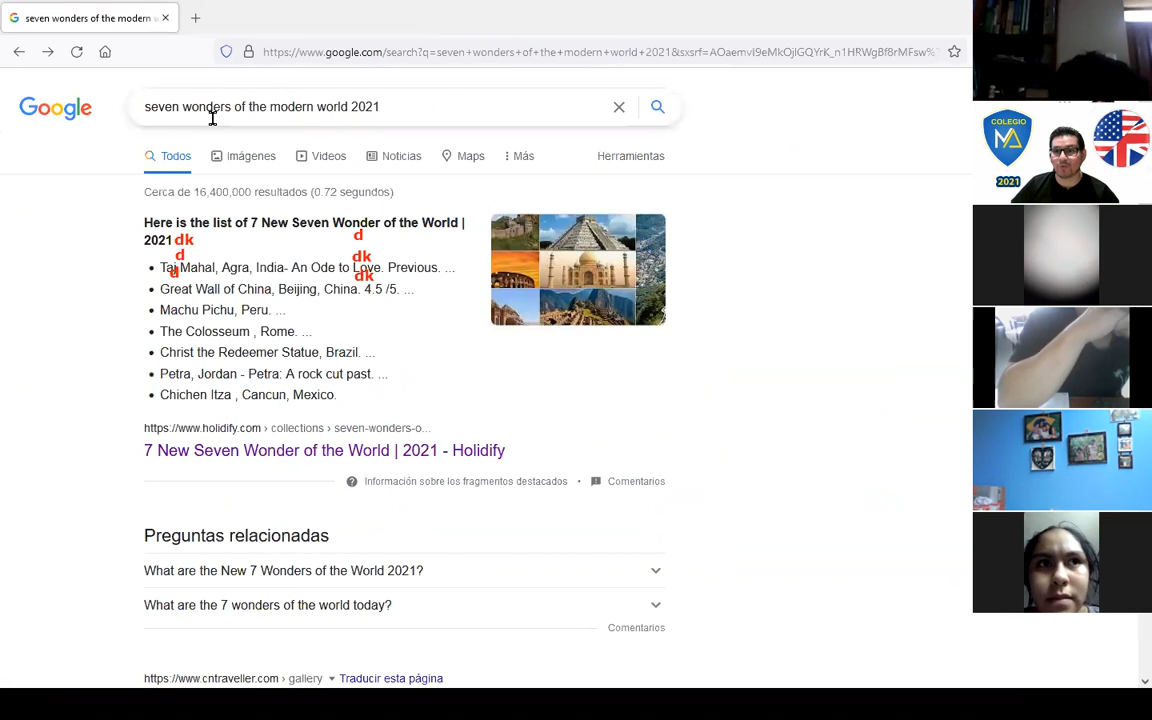 seven wonders of the modern w
https://www.google.com/search?q=seven+wonders+of+the+modern+world+2021&sxsrf=AOaemvI9eMkOjlGQYrK_n1HRWgBf8rMFsw%
Google
seven wonders of the modern world 2021
Todos Imágenes Videos Noticias Maps Más Herramientas
Cerca de 16,400,000 resultados (0.72 segundos)
Here is the list of 7 New Seven Wonder of the World |
d
2021 dk
d dk
Taj Mahal, Agra, India- An Ode to Love. Previous. ...
d dk
Great Wall of China, Beijing, China. 4.5 /5. ...
Machu Pichu, Peru. ...
The Colosseum , Rome. ...
Christ the Redeemer Statue, Brazil. ...
Petra, Jordan - Petra: A rock cut past. ...
Chichen Itza , Cancun, Mexico.
https://www.holidify.com › collections › seven-wonders-o...
7 New Seven Wonder of the World | 2021 - Holidify
Información sobre los fragmentos destacados • Comentarios
Preguntas relacionadas
What are the New 7 Wonders of the World 2021?
What are the 7 wonders of the world today?
Comentarios
https://www.cntraveller.com › gallery Traducir esta página
COLEGIO
MA
2021